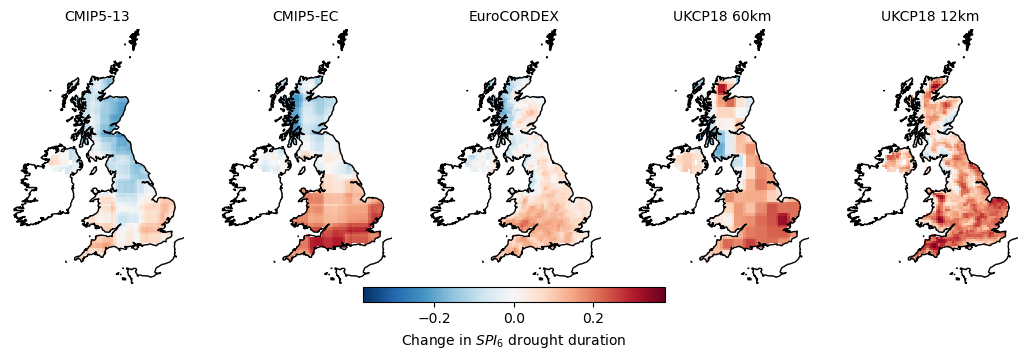 CMIP5-13 CMIP5-EC EuroCORDEX UKCP18 60km UKCP18 12km
−0.2 0.0 0.2
Change in SPI₆ drought duration